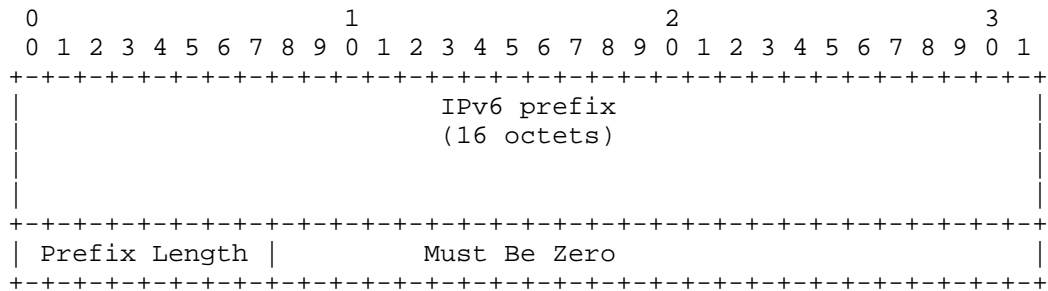 0                   1                   2                   3
 0 1 2 3 4 5 6 7 8 9 0 1 2 3 4 5 6 7 8 9 0 1 2 3 4 5 6 7 8 9 0 1
+-+-+-+-+-+-+-+-+-+-+-+-+-+-+-+-+-+-+-+-+-+-+-+-+-+-+-+-+-+-+-+-+
|                          IPv6 prefix                          |
|                          (16 octets)                          |
|                                                               |
|                                                               |
+-+-+-+-+-+-+-+-+-+-+-+-+-+-+-+-+-+-+-+-+-+-+-+-+-+-+-+-+-+-+-+-+
| Prefix Length |         Must Be Zero                          |
+-+-+-+-+-+-+-+-+-+-+-+-+-+-+-+-+-+-+-+-+-+-+-+-+-+-+-+-+-+-+-+-+